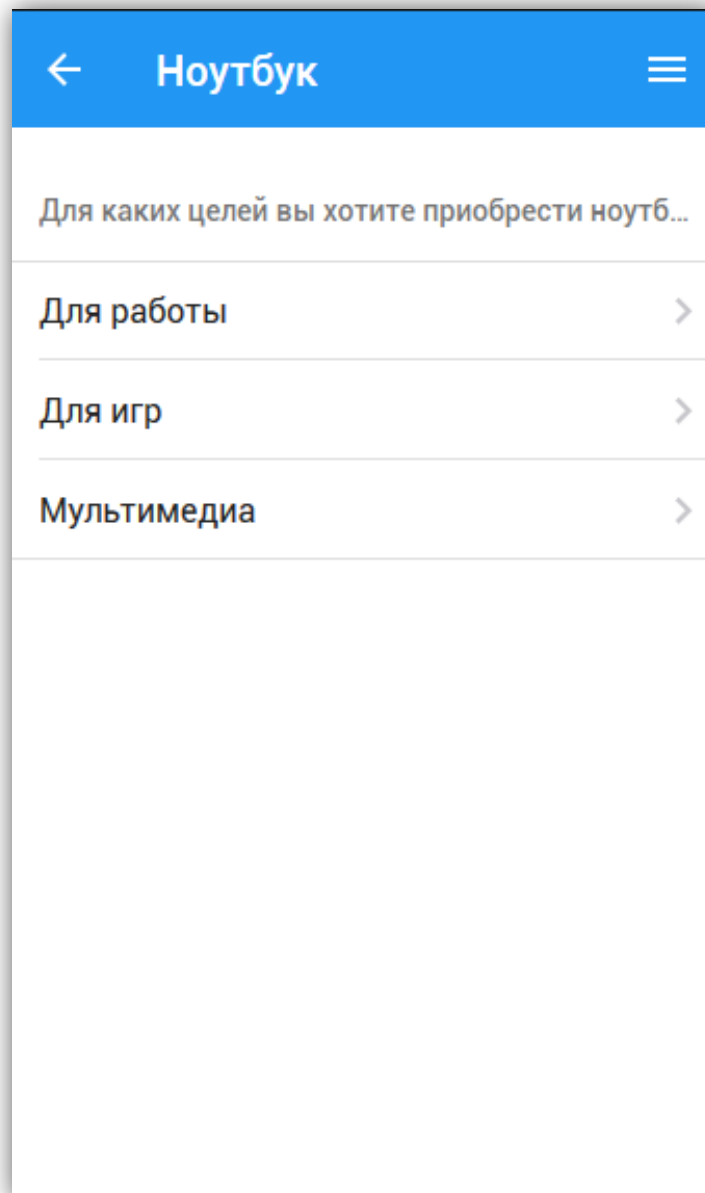 Ноутбук
Для каких целей вы хотите приобрести ноутб...
Для работы
Для игр
Мультимедиа